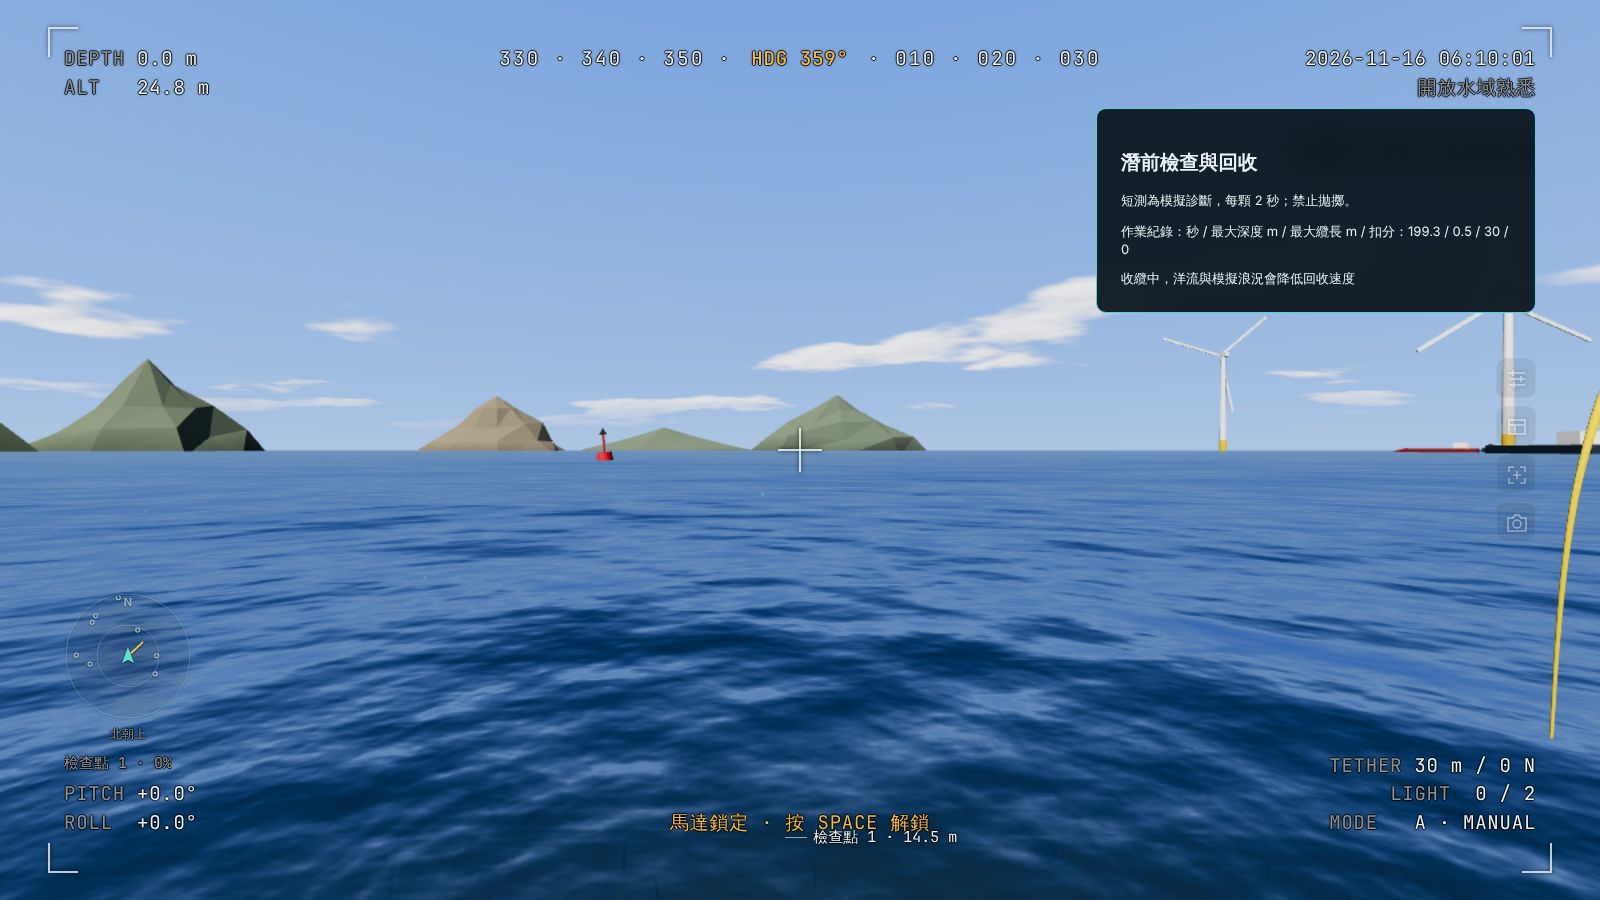 DEPTH 0.0 m
ALT 24.8 m
330 · 340 · 350 · HDG 359° · 010 · 020 · 030
2026-11-16 06:10:01
開放水域熟悉
潛前檢查與回收
短測為模擬診斷，每顆 2 秒；禁止拋擲。
作業紀錄：秒 / 最大深度 m / 最大纜長 m / 扣分：199.3 / 0.5 / 30 /
0
收纜中，洋流與模擬浪況會降低回收速度
N
北朝上
檢查點 1 · 0%
PITCH +0.0°
ROLL +0.0°
馬達鎖定 · 按 SPACE 解鎖
檢查點 1 · 14.5 m
TETHER 30 m / 0 N
LIGHT 0 / 2
MODE A · MANUAL